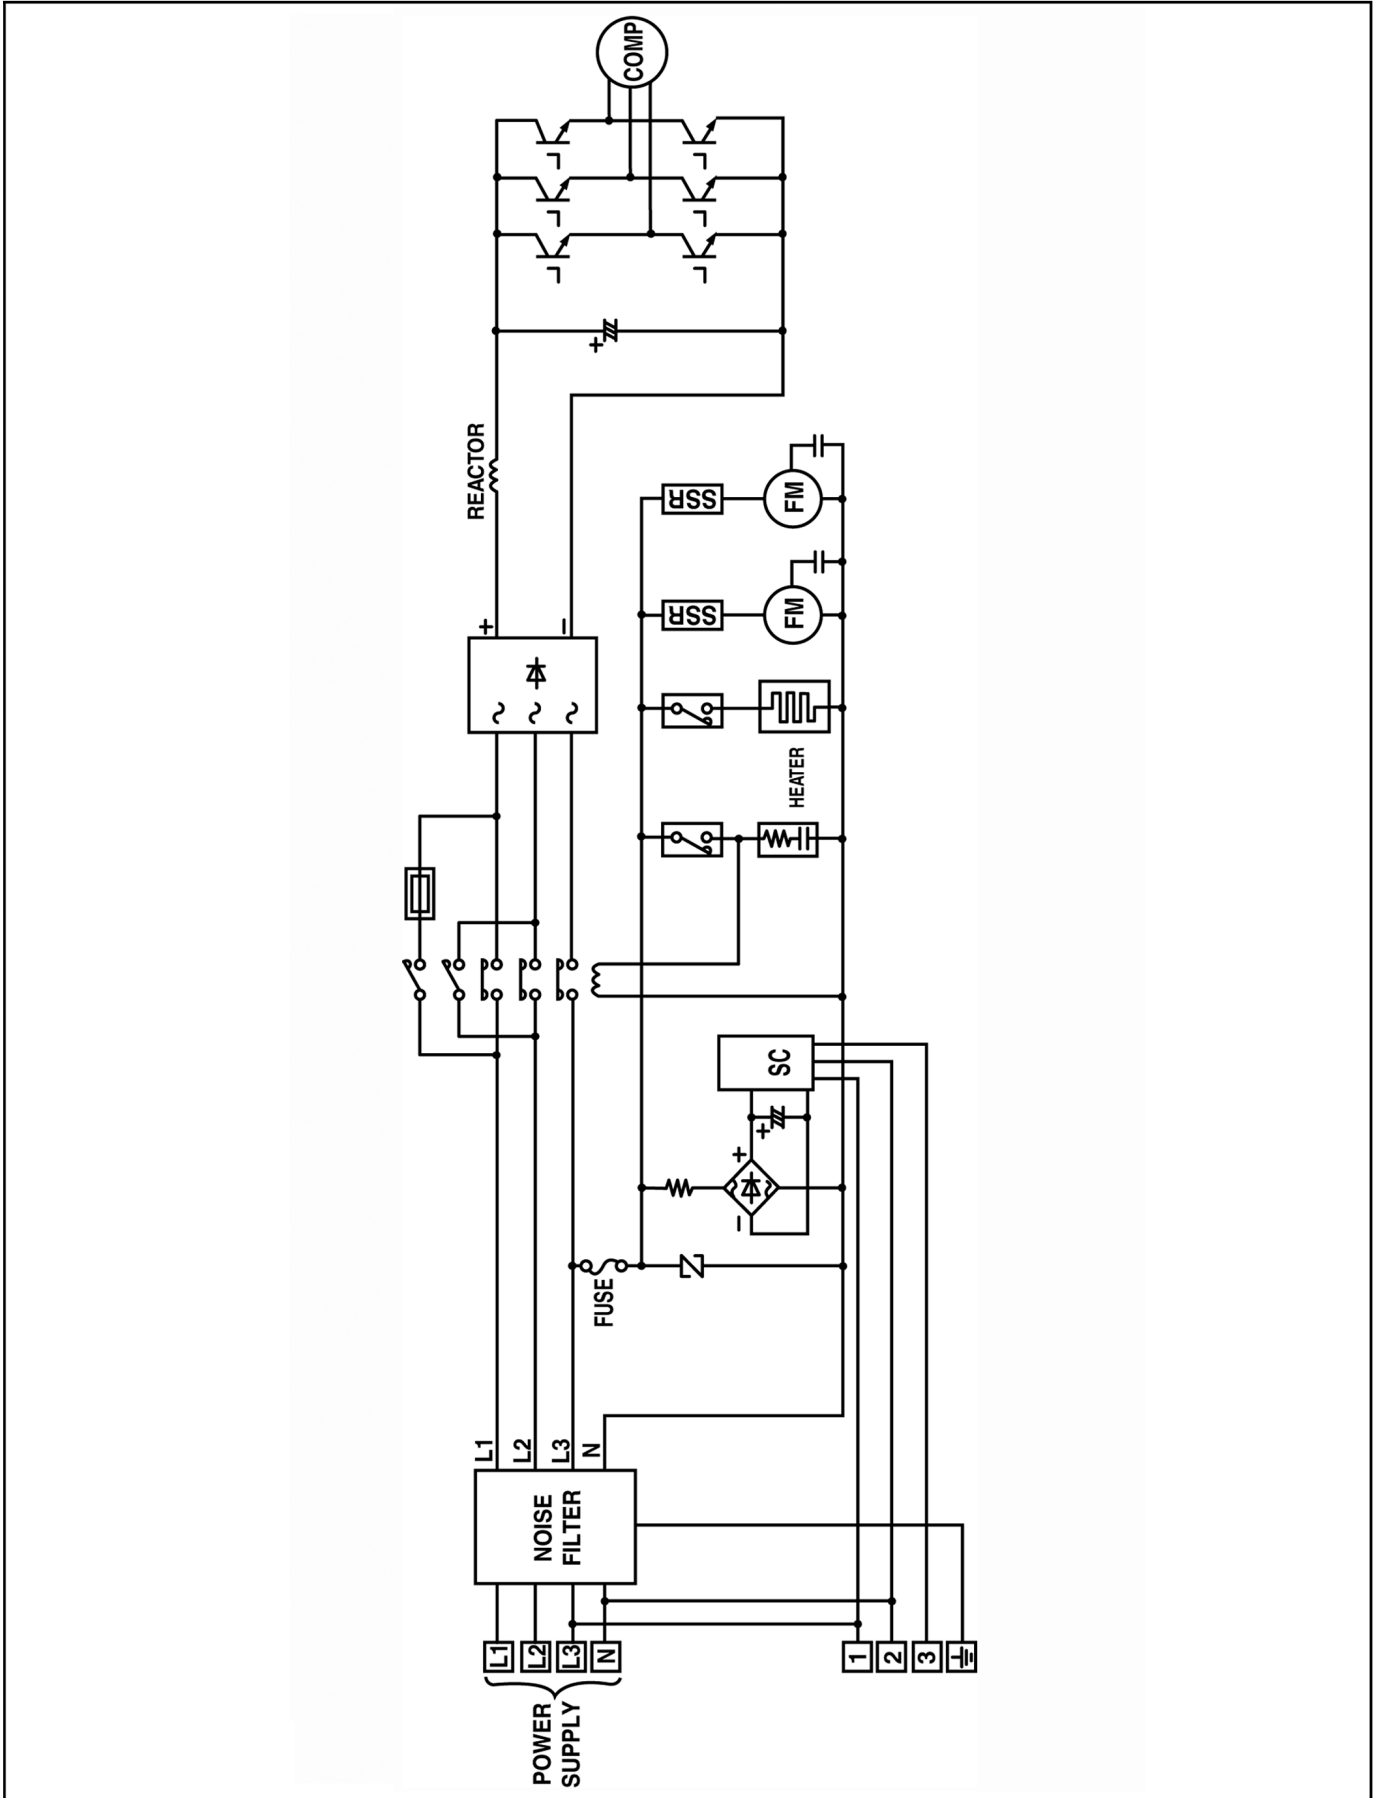 COMP
+
REACTOR
SSR
FM
SSR
FM
+
−
~
~
~
HEATER
SC
+
+
−
FUSE
L1
L2
L3
N
NOISE
FILTER
L1
L2
L3
N
1
2
3
POWER
SUPPLY